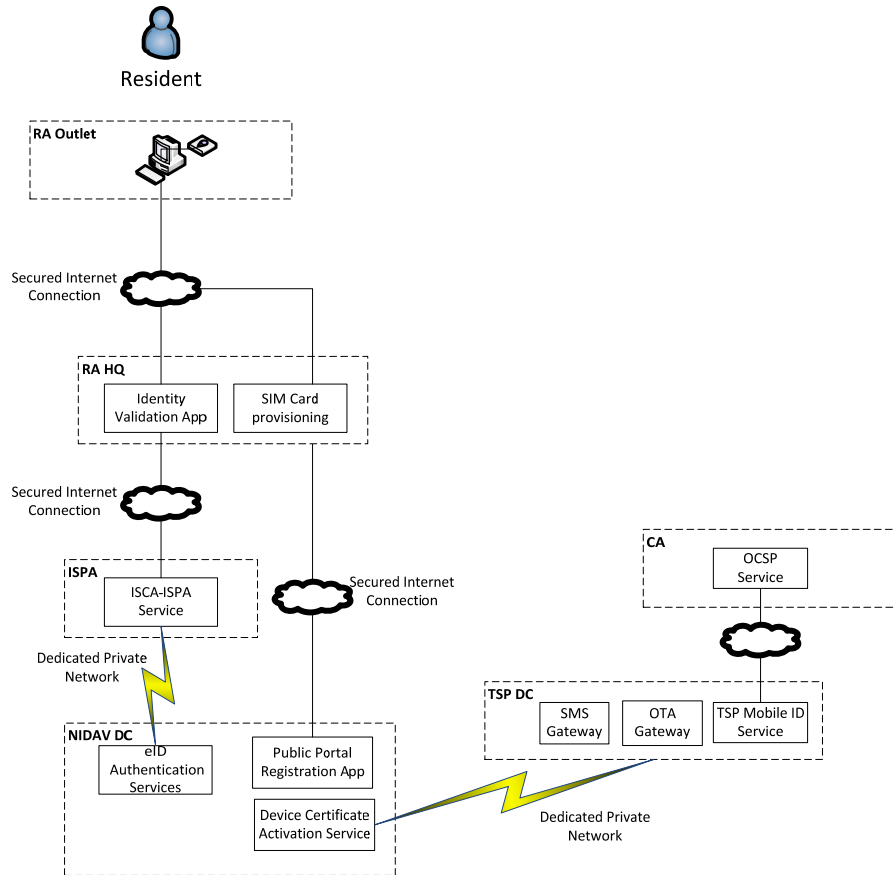 Resident
RA Outlet
Secured Internet
Connection
RA HQ
Identity
Validation App
SIM Card
provisioning
Secured Internet
Connection
ISPA
ISCA-ISPA
Service
Secured Internet
Connection
CA
OCSP
Service
Dedicated Private
Network
TSP DC
SMS
Gateway
OTA
Gateway
TSP Mobile ID
Service
NIDAV DC
eID
Authentication
Services
Public Portal
Registration App
Device Certificate
Activation Service
Dedicated Private
Network